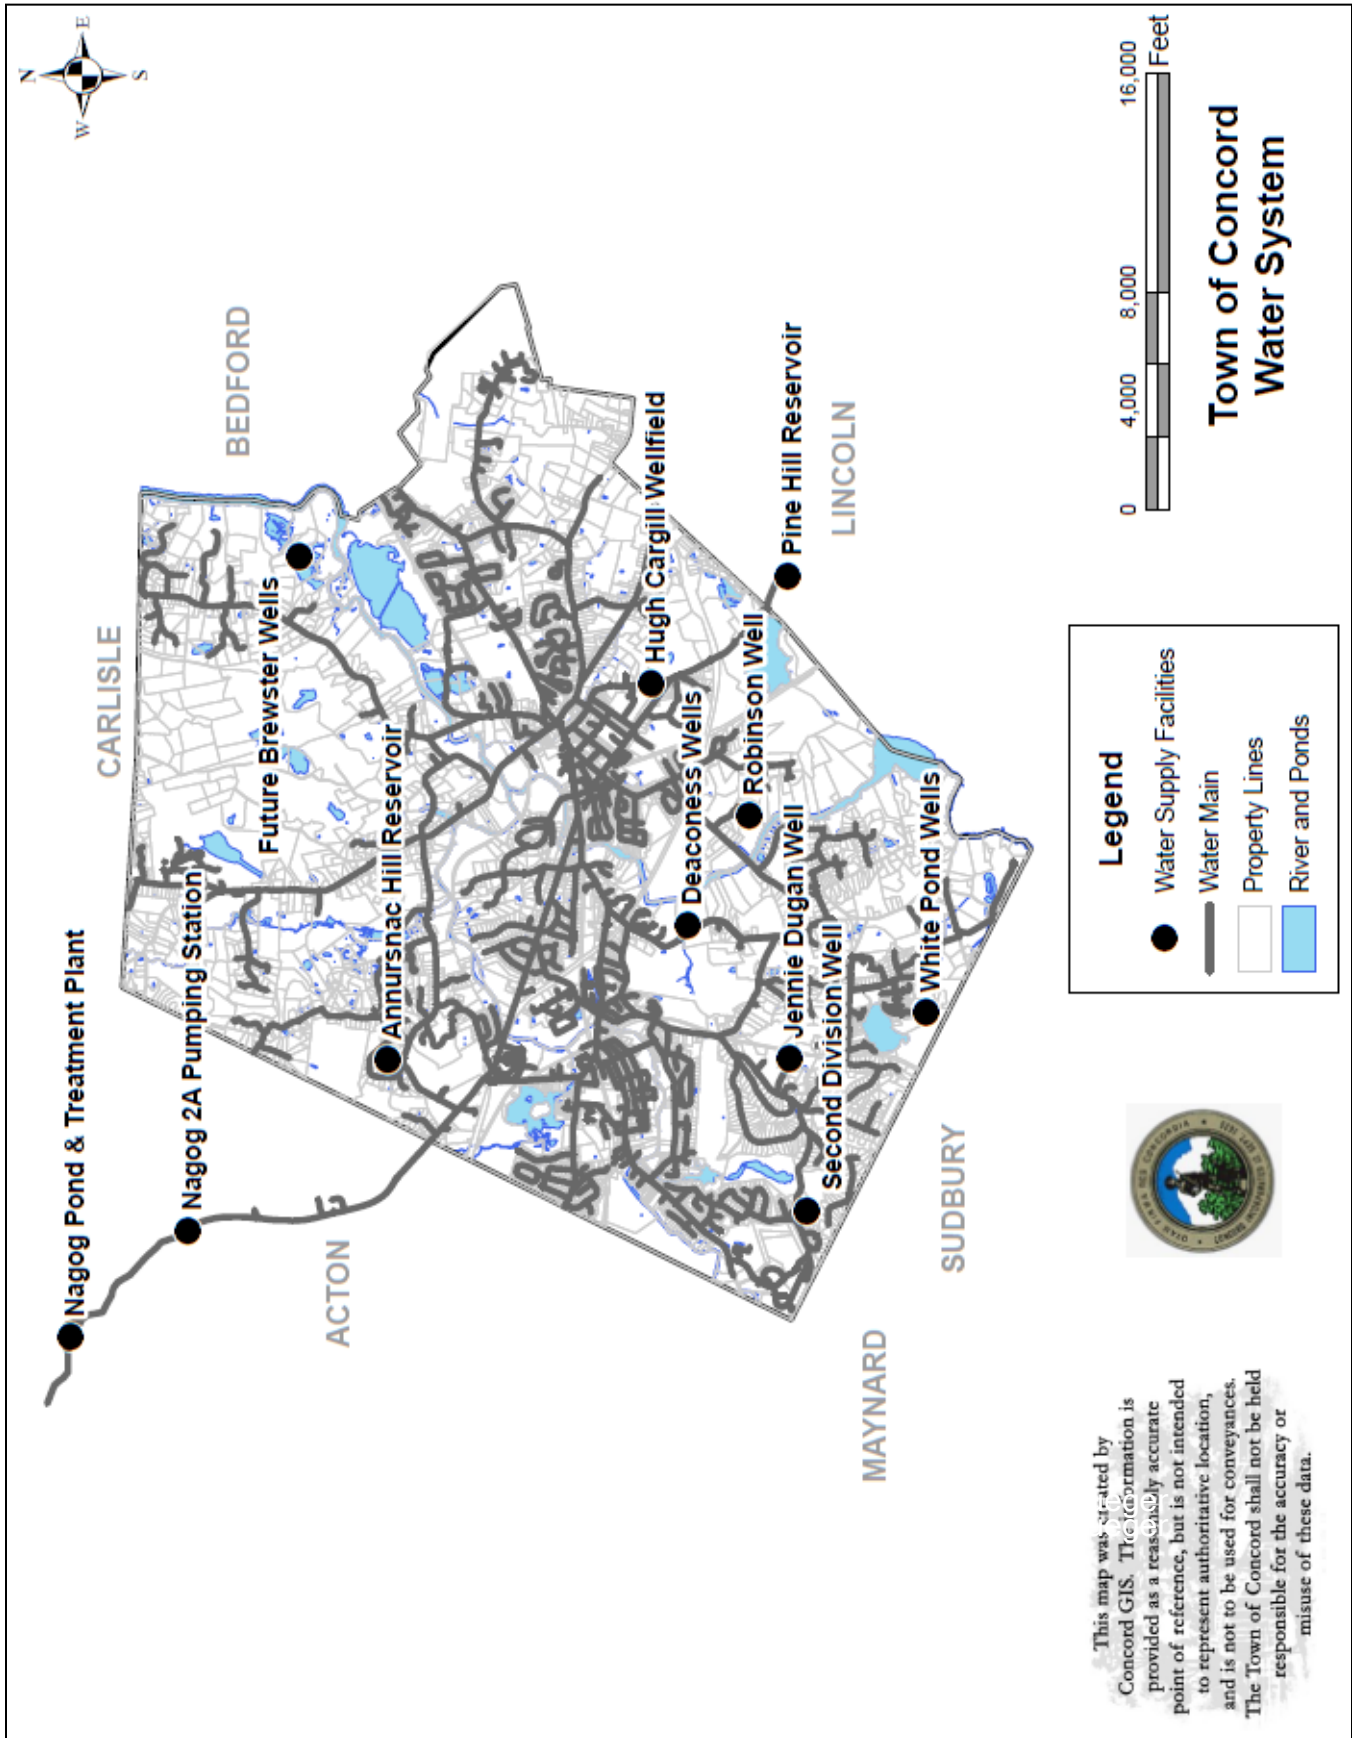 N
W
E
S
Nagog Pond & Treatment Plant
CARLISLE
BEDFORD
Nagog 2A Pumping Station
Future Brewster Wells
ACTON
Annursnac Hill Reservoir
Hugh Cargill Wellfield
Deaconess Wells
Robinson Well
Pine Hill Reservoir
LINCOLN
Jennie Dugan Well
Second Division Well
White Pond Wells
MAYNARD
SUDBURY
This map was created by
Concord GIS. This information is
provided as a reasonably accurate
point of reference, but is not intended
to represent authoritative location,
and is not to be used for conveyances.
The Town of Concord shall not be held
responsible for the accuracy or
misuse of these data.
Legend
Water Supply Facilities
Water Main
Property Lines
River and Ponds
0 4,000 8,000 16,000
Feet
Town of Concord
Water System